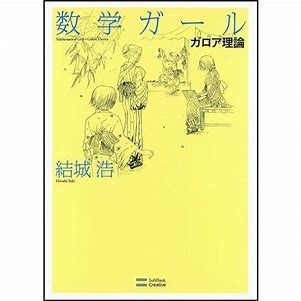 数学ガール
Mathematical Girls / Galois Theory
ガロア理論
結城 浩
Hiroshi Yuki
SoftBank
Creative